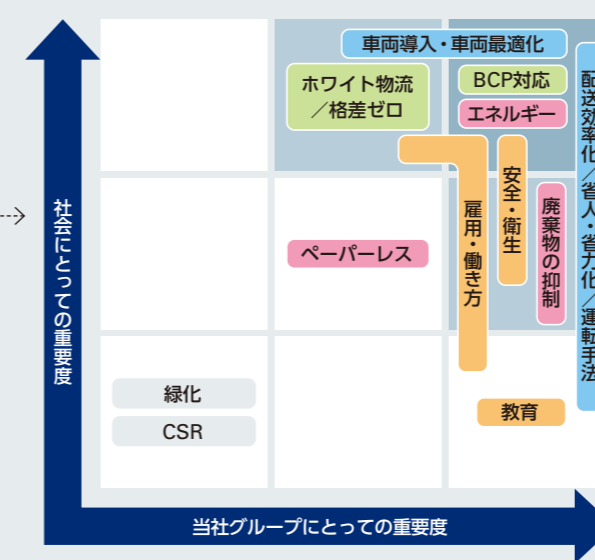 車両導入・車両最適化
ホワイト物流
／格差ゼロ
BCP対応
エネルギー
配送効率化／省人・省力化／運転手法
安全・衛生
雇用・働き方
廃棄物の抑制
ペーパーレス
社会にとっての重要度
緑化
CSR
教育
当社グループにとっての重要度